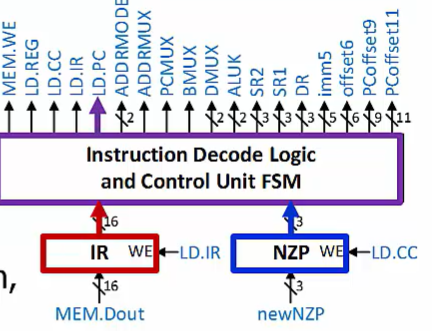 MEM.WE
LD.REG
LD.CC
LD.IR
LD.PC
ADDRMODE
ADDRMUX
PCMUX
BMUX
DMUX
ALUK
SR2
SR1
DR
imm5
offset6
PCoffset9
PCoffset11
2 2 2 3 3 3 5 6 9 11
Instruction Decode Logic
and Control Unit FSM
16 3
IR WE LD.IR NZP WE LD.CC
n,
16 3
MEM.Dout newNZP